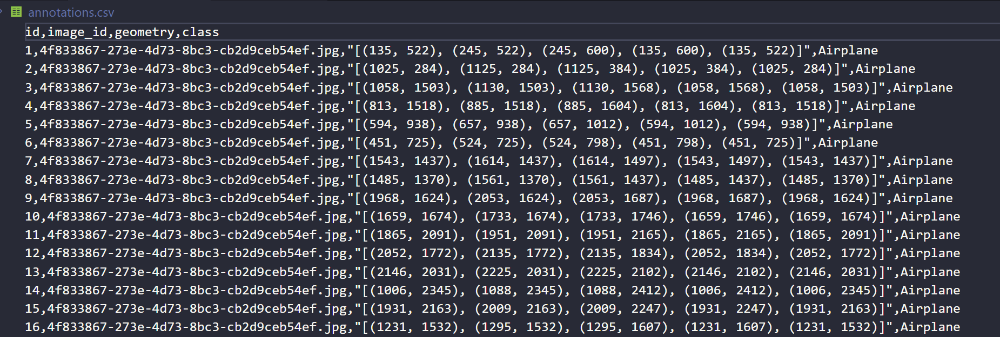 annotations.csv
id,image_id,geometry,class
1,4f833867-273e-4d73-8bc3-cb2d9ceb54ef.jpg,"[(135, 522), (245, 522), (245, 600), (135, 600), (135, 522)]",Airplane
2,4f833867-273e-4d73-8bc3-cb2d9ceb54ef.jpg,"[(1025, 284), (1125, 284), (1125, 384), (1025, 384), (1025, 284)]",Airplane
3,4f833867-273e-4d73-8bc3-cb2d9ceb54ef.jpg,"[(1058, 1503), (1130, 1503), (1130, 1568), (1058, 1568), (1058, 1503)]",Airplane
4,4f833867-273e-4d73-8bc3-cb2d9ceb54ef.jpg,"[(813, 1518), (885, 1518), (885, 1604), (813, 1604), (813, 1518)]",Airplane
5,4f833867-273e-4d73-8bc3-cb2d9ceb54ef.jpg,"[(594, 938), (657, 938), (657, 1012), (594, 1012), (594, 938)]",Airplane
6,4f833867-273e-4d73-8bc3-cb2d9ceb54ef.jpg,"[(451, 725), (524, 725), (524, 798), (451, 798), (451, 725)]",Airplane
7,4f833867-273e-4d73-8bc3-cb2d9ceb54ef.jpg,"[(1543, 1437), (1614, 1437), (1614, 1497), (1543, 1497), (1543, 1437)]",Airplane
8,4f833867-273e-4d73-8bc3-cb2d9ceb54ef.jpg,"[(1485, 1370), (1561, 1370), (1561, 1437), (1485, 1437), (1485, 1370)]",Airplane
9,4f833867-273e-4d73-8bc3-cb2d9ceb54ef.jpg,"[(1968, 1624), (2053, 1624), (2053, 1687), (1968, 1687), (1968, 1624)]",Airplane
10,4f833867-273e-4d73-8bc3-cb2d9ceb54ef.jpg,"[(1659, 1674), (1733, 1674), (1733, 1746), (1659, 1746), (1659, 1674)]",Airplane
11,4f833867-273e-4d73-8bc3-cb2d9ceb54ef.jpg,"[(1865, 2091), (1951, 2091), (1951, 2165), (1865, 2165), (1865, 2091)]",Airplane
12,4f833867-273e-4d73-8bc3-cb2d9ceb54ef.jpg,"[(2052, 1772), (2135, 1772), (2135, 1834), (2052, 1834), (2052, 1772)]",Airplane
13,4f833867-273e-4d73-8bc3-cb2d9ceb54ef.jpg,"[(2146, 2031), (2225, 2031), (2225, 2102), (2146, 2102), (2146, 2031)]",Airplane
14,4f833867-273e-4d73-8bc3-cb2d9ceb54ef.jpg,"[(1006, 2345), (1088, 2345), (1088, 2412), (1006, 2412), (1006, 2345)]",Airplane
15,4f833867-273e-4d73-8bc3-cb2d9ceb54ef.jpg,"[(1931, 2163), (2009, 2163), (2009, 2247), (1931, 2247), (1931, 2163)]",Airplane
16,4f833867-273e-4d73-8bc3-cb2d9ceb54ef.jpg,"[(1231, 1532), (1295, 1532), (1295, 1607), (1231, 1607), (1231, 1532)]",Airplane